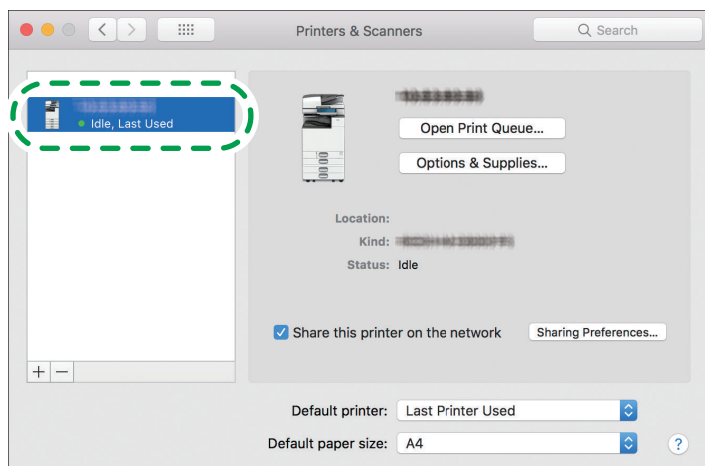 Printers & Scanners
Search
Idle, Last Used
Open Print Queue...
Options & Supplies...
Location:
Kind:
Status: Idle
Share this printer on the network
Sharing Preferences...
+ −
Default printer: Last Printer Used
Default paper size: A4
?